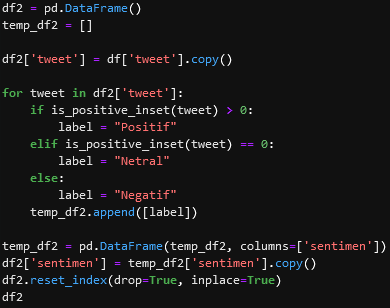 df2 = pd.DataFrame()
temp_df2 = []

df2['tweet'] = df['tweet'].copy()

for tweet in df2['tweet']:
    if is_positive_inset(tweet) > 0:
        label = "Positif"
    elif is_positive_inset(tweet) == 0:
        label = "Netral"
    else:
        label = "Negatif"
    temp_df2.append([label])

temp_df2 = pd.DataFrame(temp_df2, columns=['sentimen'])
df2['sentimen'] = temp_df2['sentimen'].copy()
df2.reset_index(drop=True, inplace=True)
df2